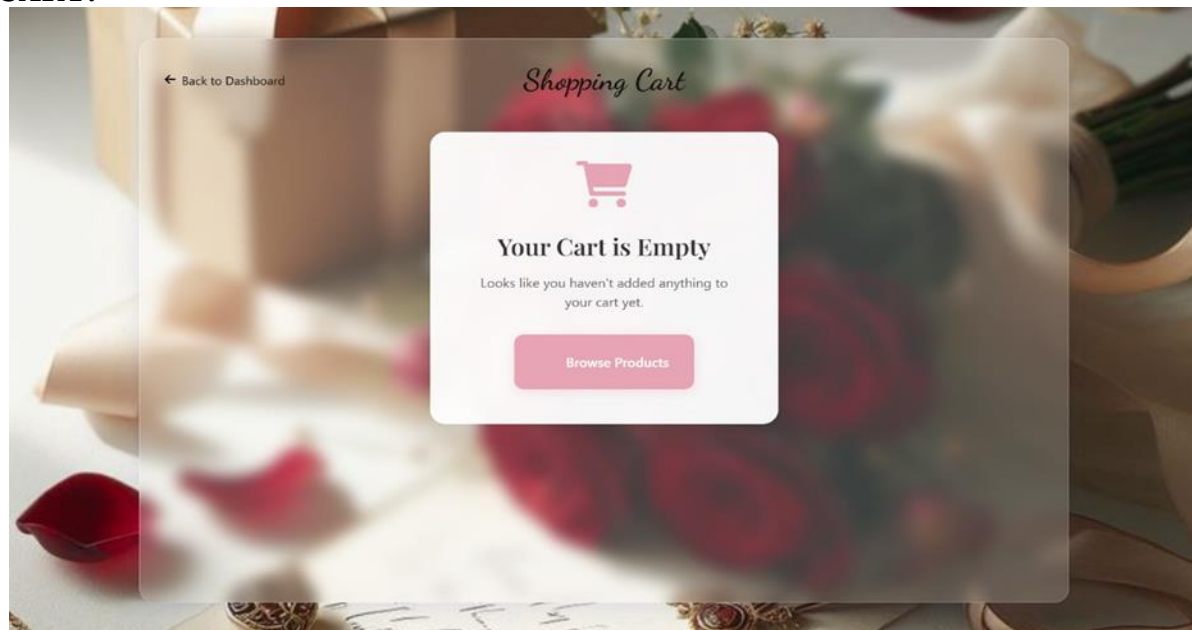 ← Back to Dashboard
Shopping Cart
Your Cart is Empty
Looks like you haven't added anything to
your cart yet.
Browse Products